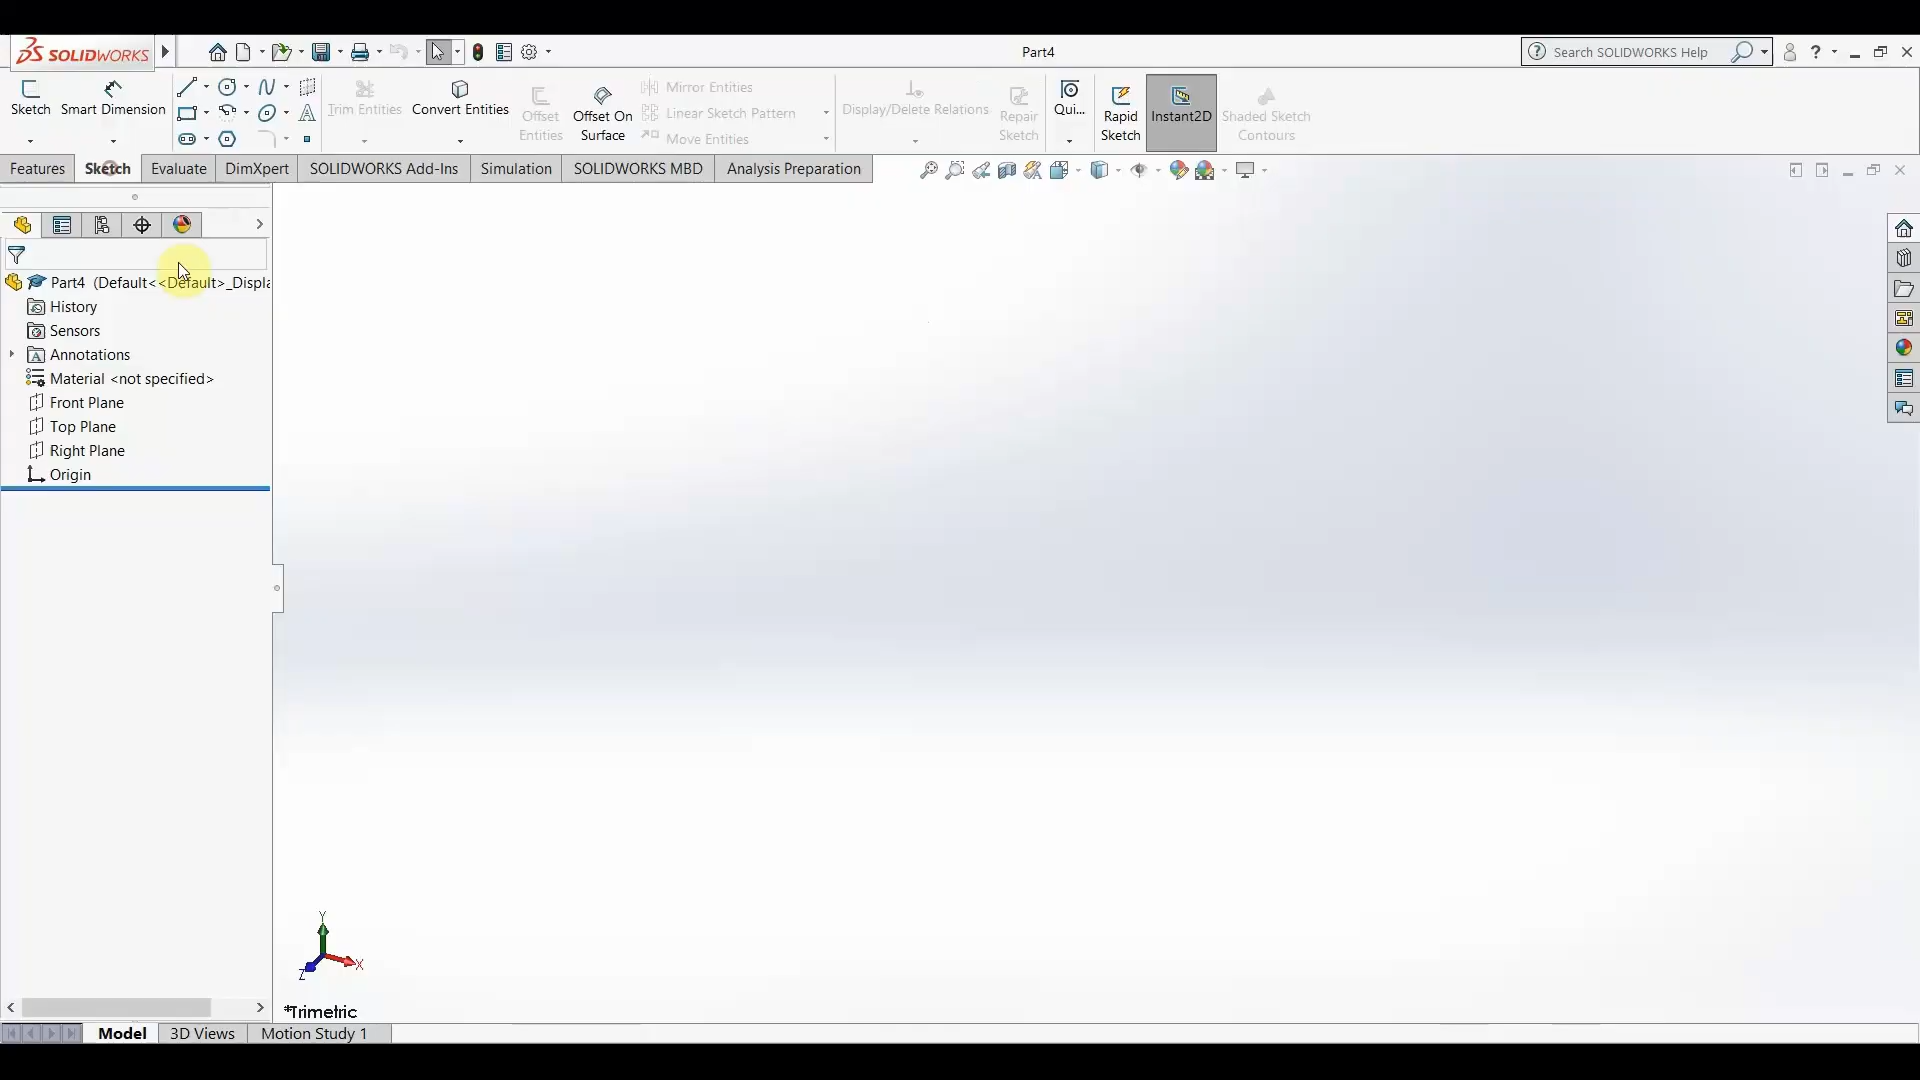 SOLIDWORKS
Part4
Search SOLIDWORKS Help
Sketch
Smart Dimension
Trim Entities
Convert Entities
Offset Entities
Offset On Surface
Mirror Entities
Linear Sketch Pattern
Move Entities
Display/Delete Relations
Repair Sketch
Qui...
Rapid Sketch
Instant2D
Shaded Sketch Contours
Features
Sketch
Evaluate
DimXpert
SOLIDWORKS Add-Ins
Simulation
SOLIDWORKS MBD
Analysis Preparation
Part4 (Default<<Default>_Displa
History
Sensors
Annotations
Material <not specified>
Front Plane
Top Plane
Right Plane
Origin
Y
X
Z
*Trimetric
Model
3D Views
Motion Study 1